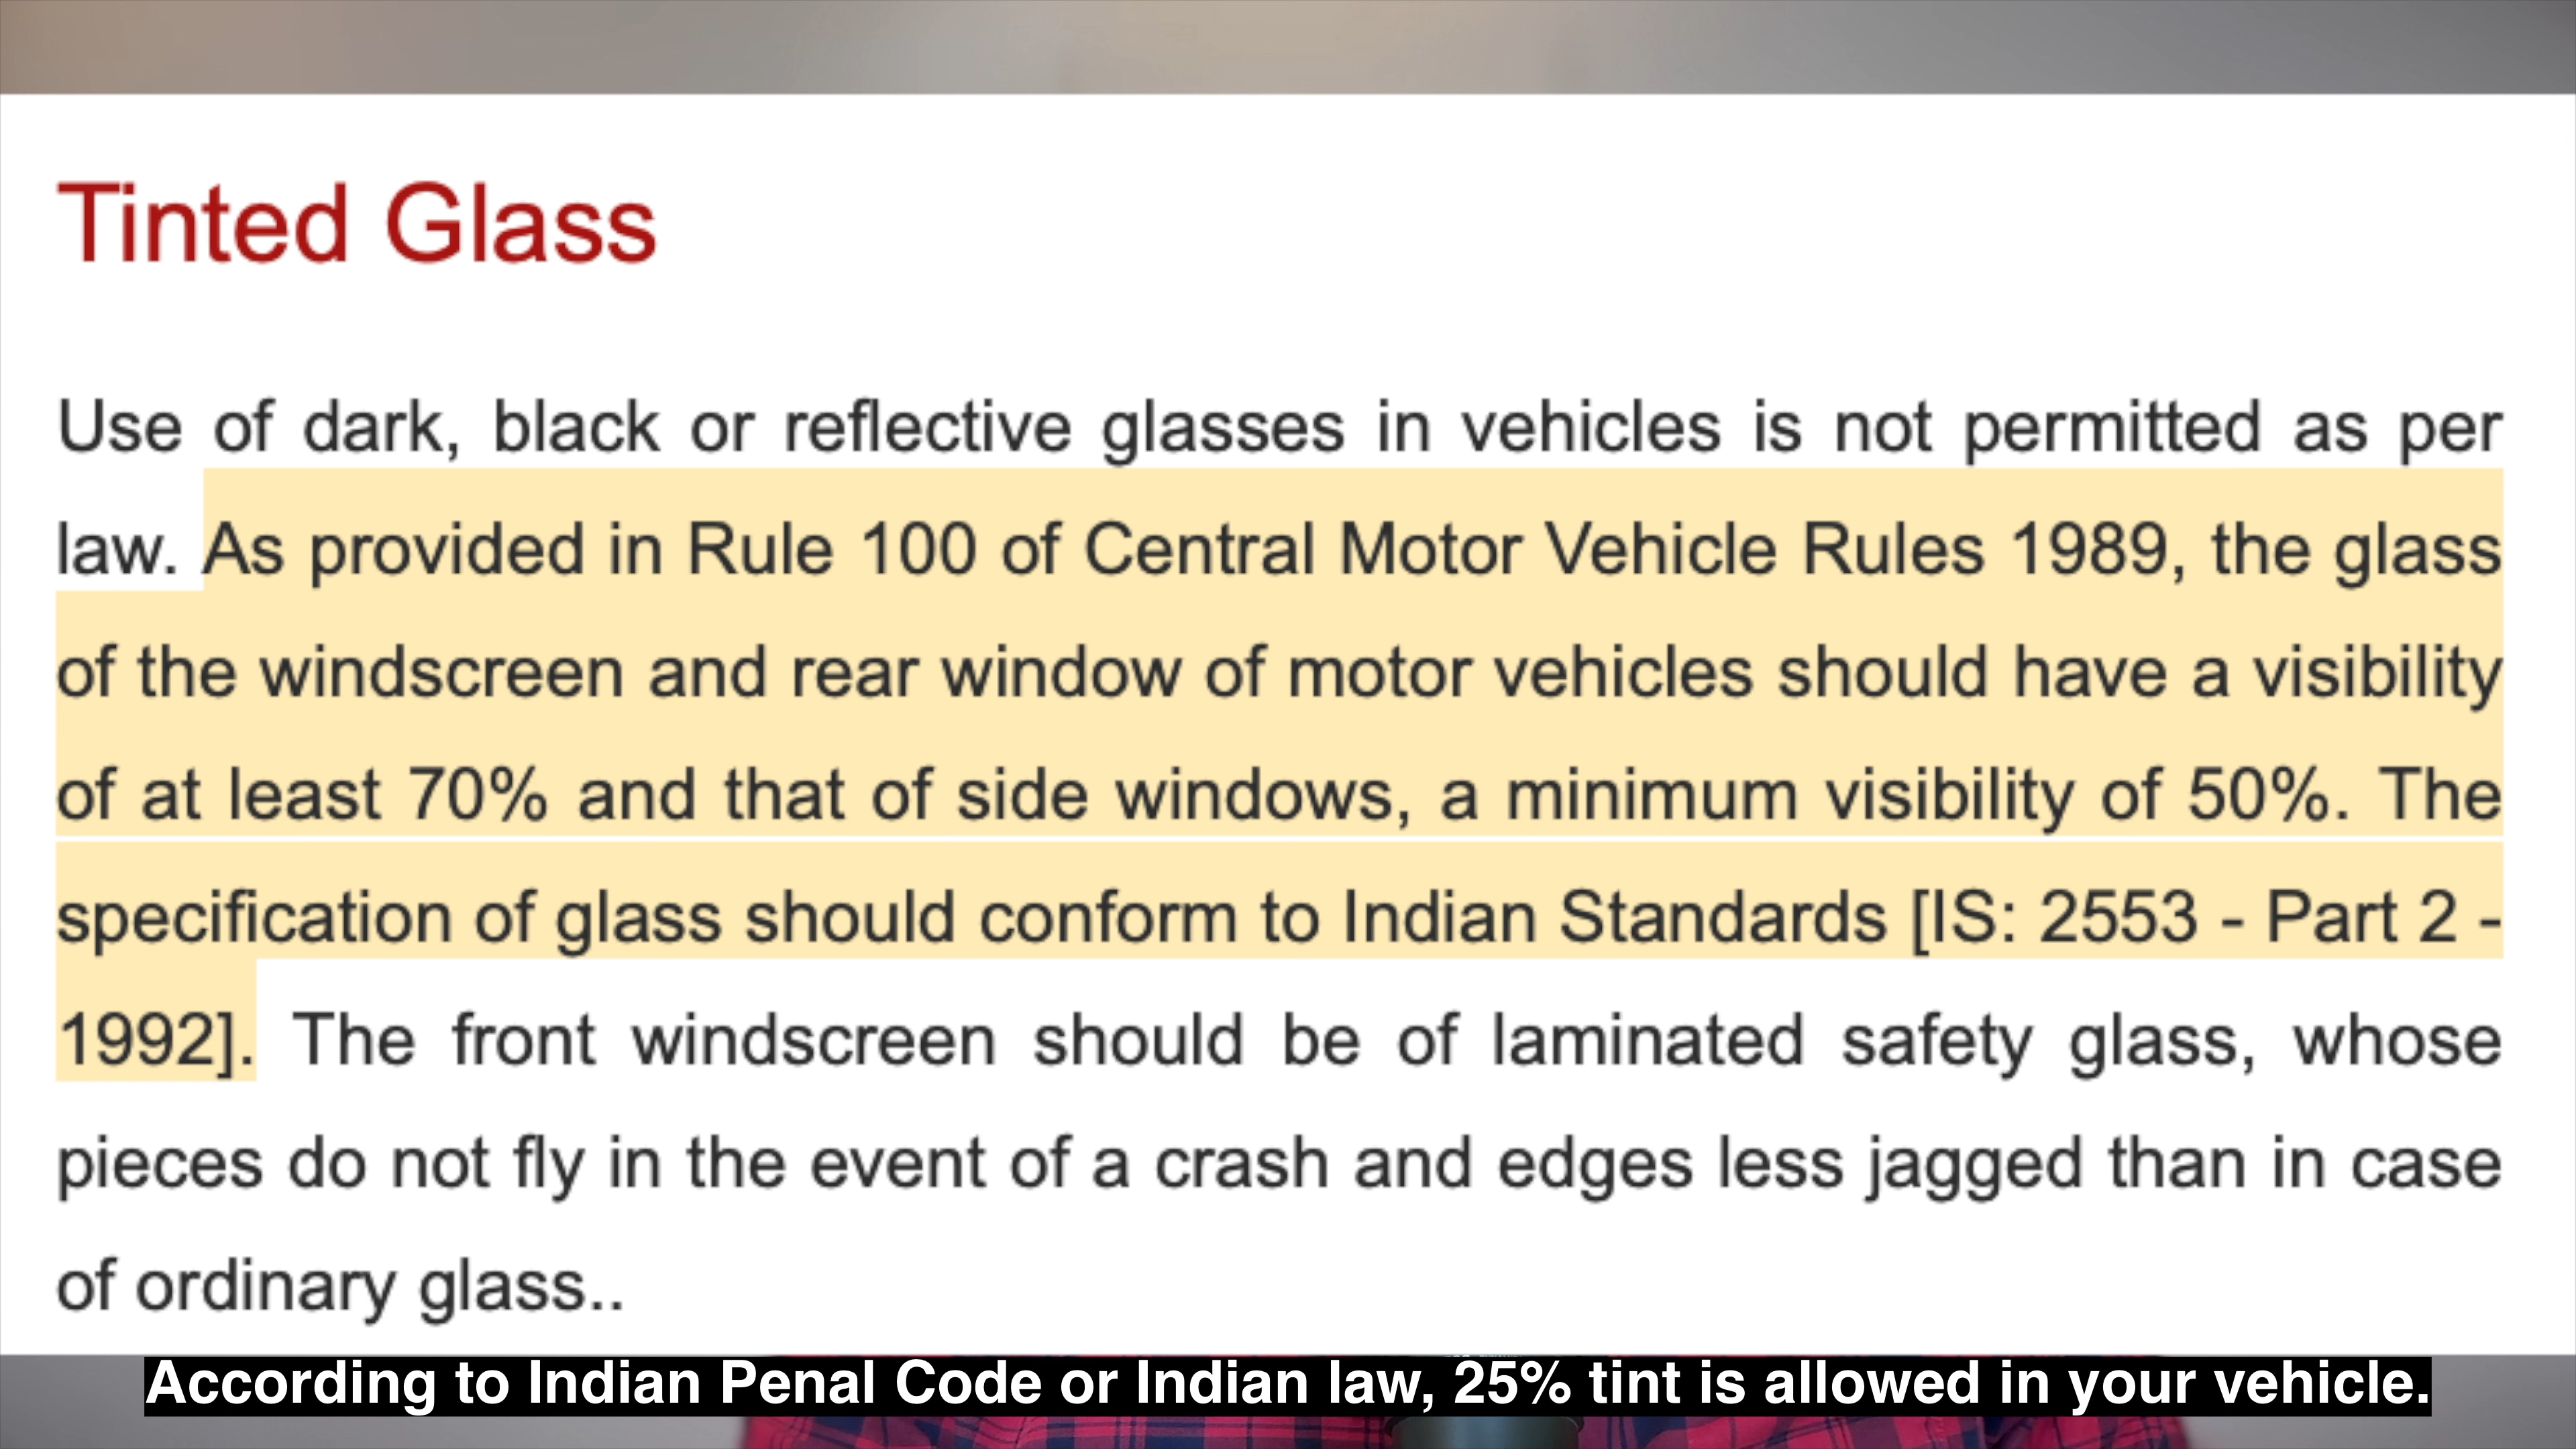 Tinted Glass
Use of dark, black or reflective glasses in vehicles is not permitted as per
law. As provided in Rule 100 of Central Motor Vehicle Rules 1989, the glass
of the windscreen and rear window of motor vehicles should have a visibility
of at least 70% and that of side windows, a minimum visibility of 50%. The
specification of glass should conform to Indian Standards [IS: 2553 - Part 2 -
1992]. The front windscreen should be of laminated safety glass, whose
pieces do not fly in the event of a crash and edges less jagged than in case
of ordinary glass..
According to Indian Penal Code or Indian law, 25% tint is allowed in your vehicle.